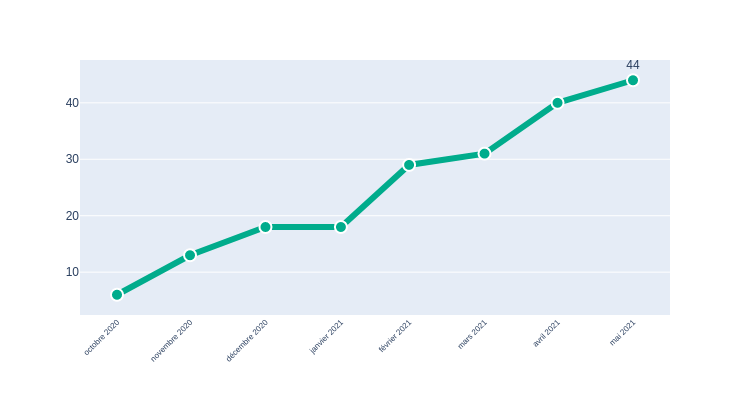 44
40
30
20
10
octobre 2020
novembre 2020
décembre 2020
janvier 2021
février 2021
mars 2021
avril 2021
mai 2021